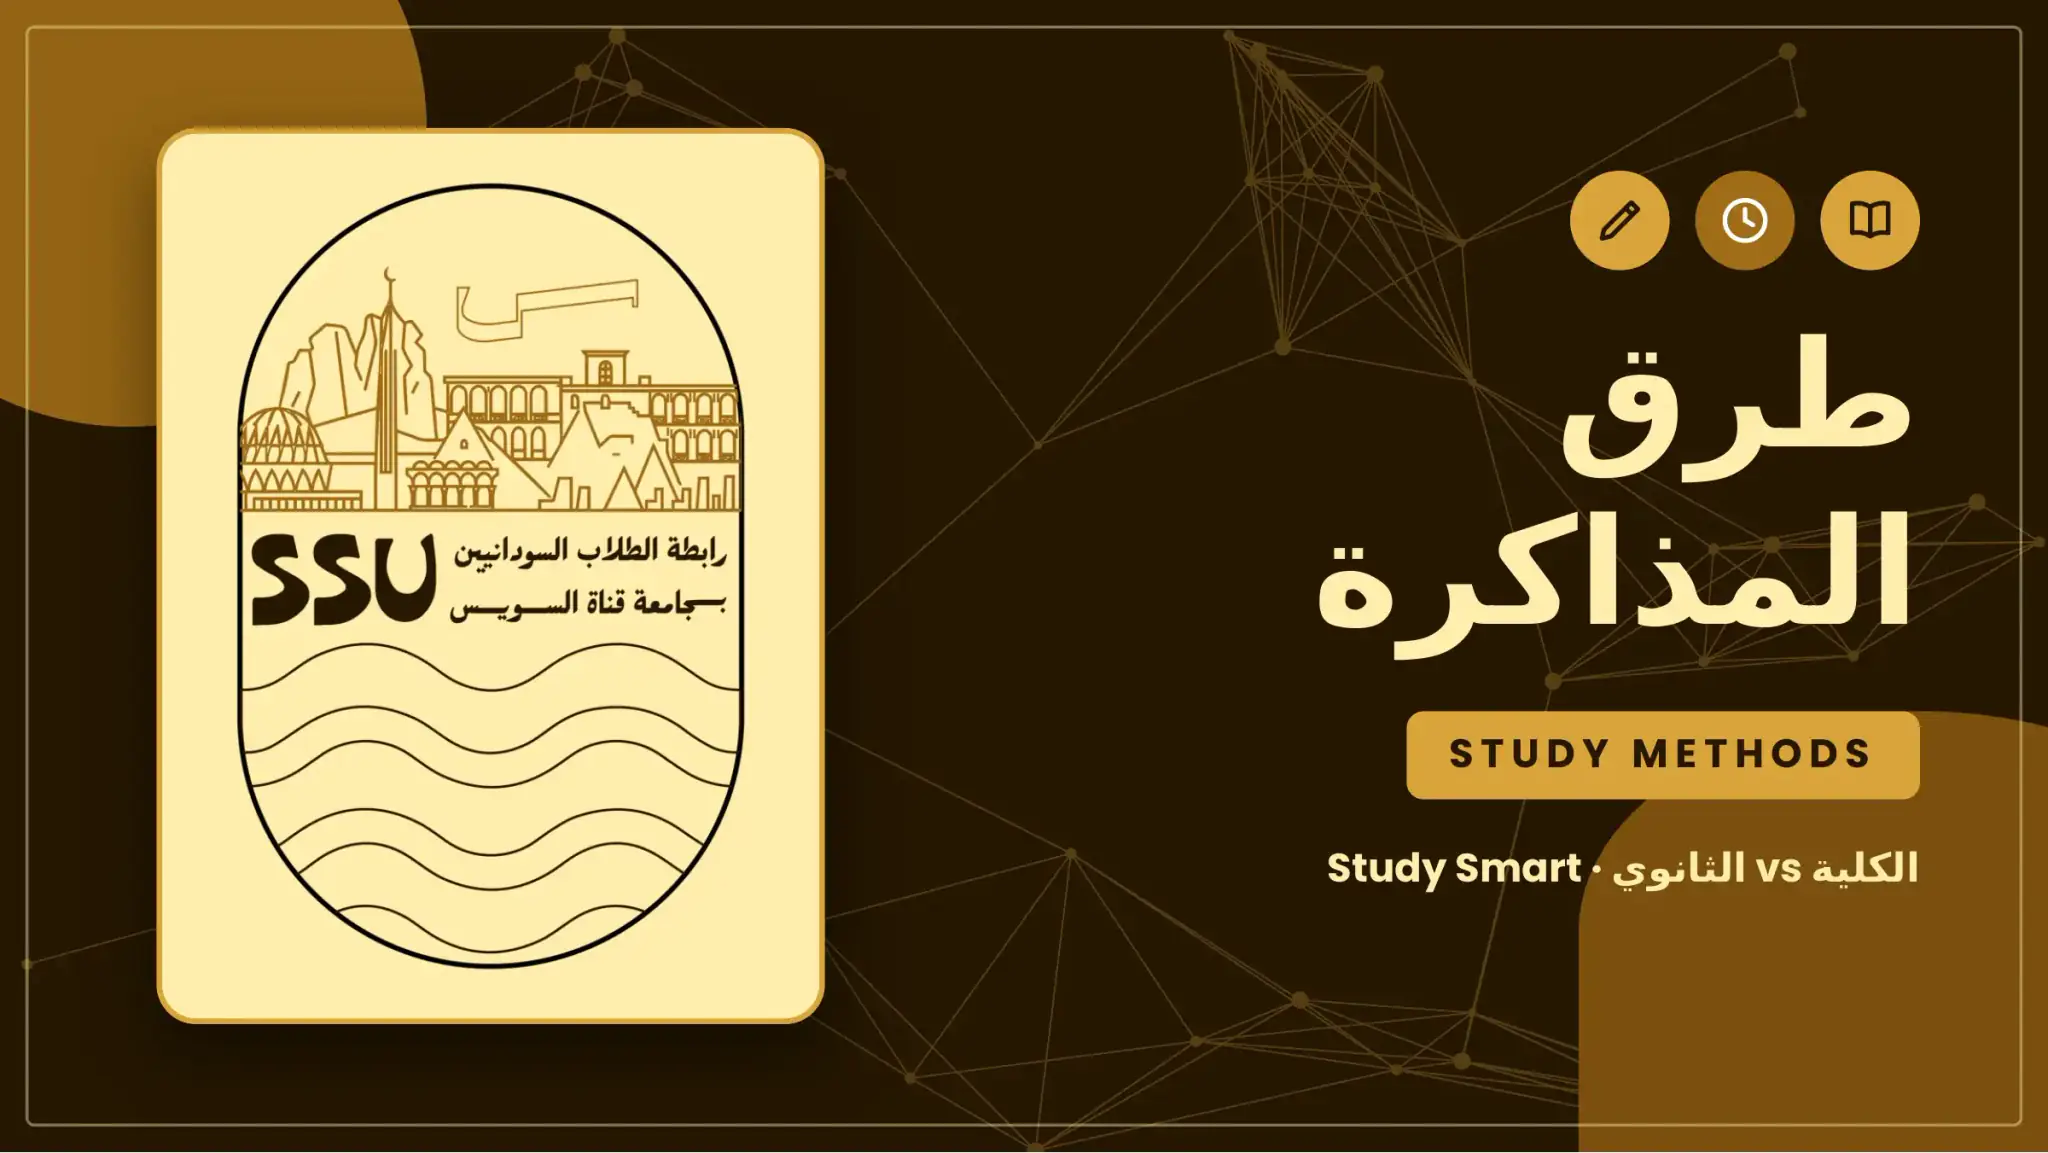 س
SSU
رابطة الطلاب السودانيين
بجامعة قناة السويس
طرق
المذاكرة
STUDY METHODS
الكلية vs الثانوي · Study Smart